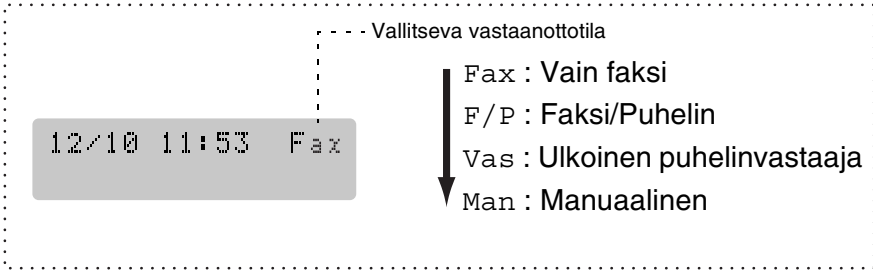 Vallitseva vastaanottotila
Fax : Vain faksi
F/P : Faksi/Puhelin
12/10 11:53 Fax
Vas : Ulkoinen puhelinvastaaja
Man : Manuaalinen